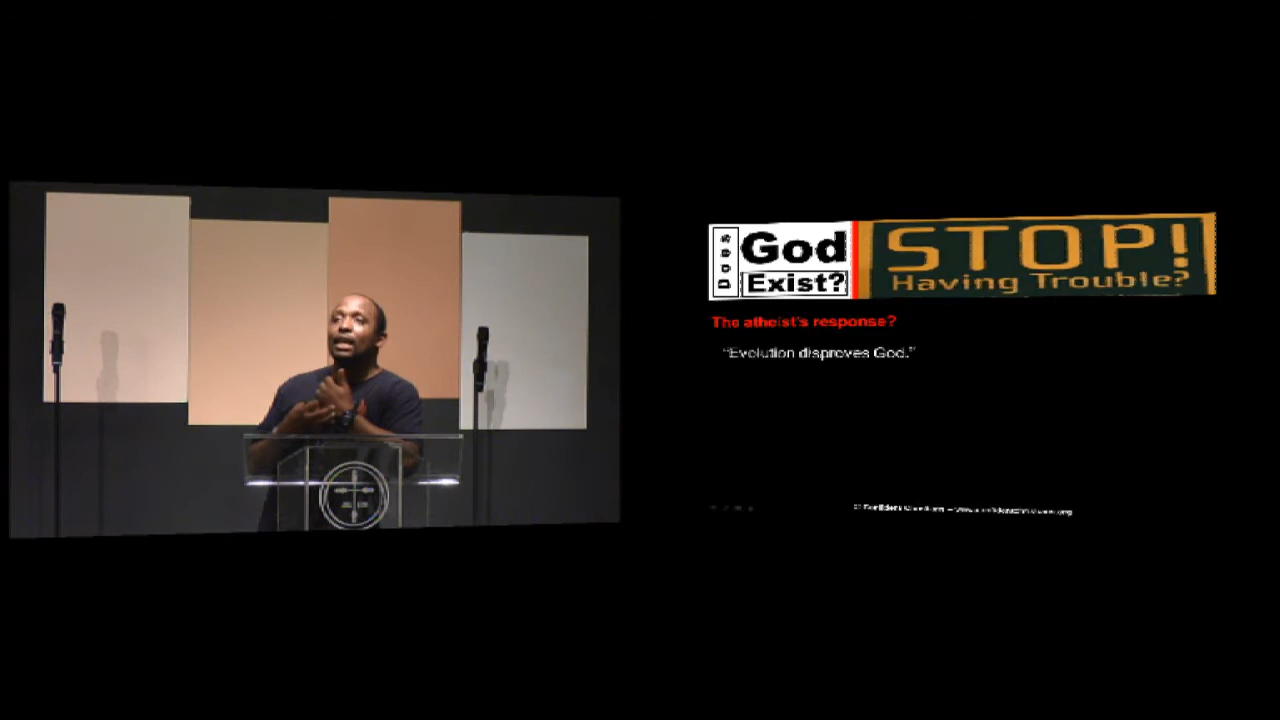 Does
God
Exist?
STOP!
Having Trouble?
The atheist's response?
"Evolution disproves God."